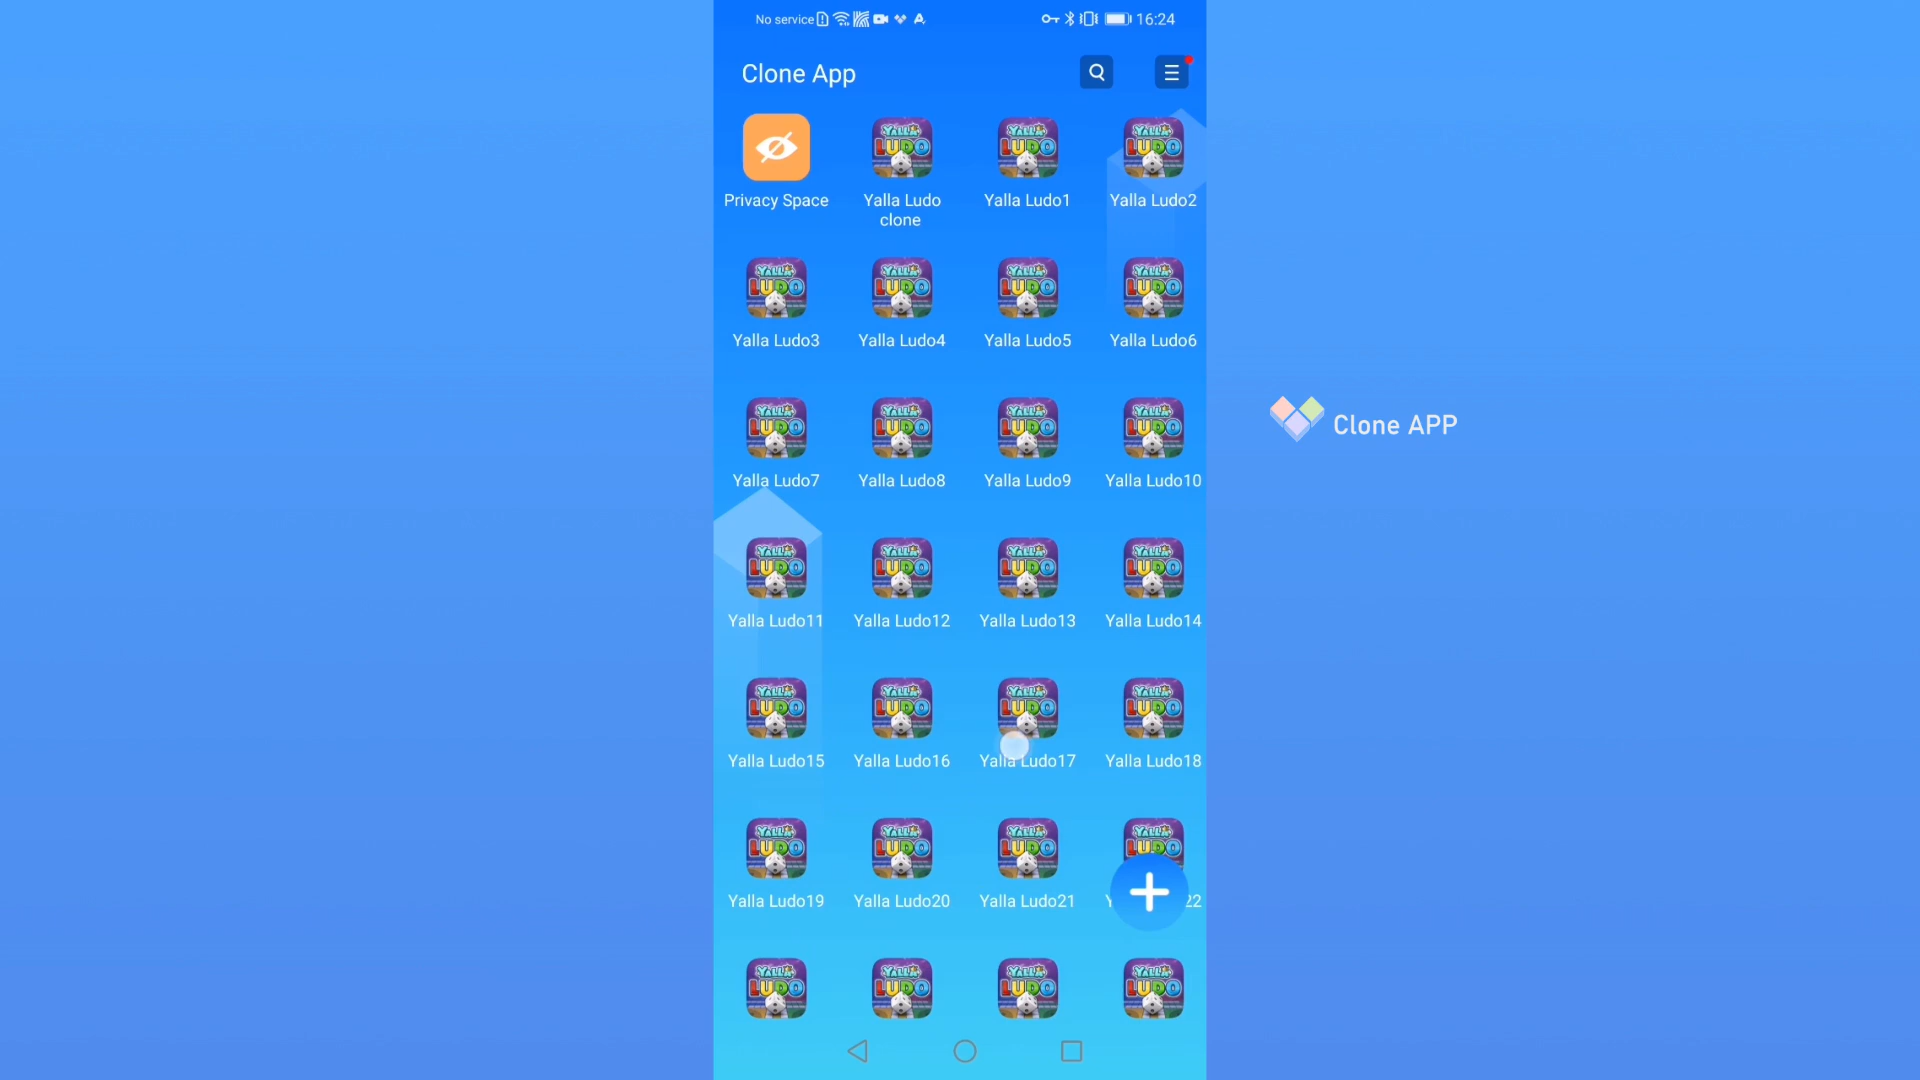 No service
16:24
Clone App
Privacy Space
Yalla Ludo
clone
Yalla Ludo1
Yalla Ludo2
Yalla Ludo3
Yalla Ludo4
Yalla Ludo5
Yalla Ludo6
Yalla Ludo7
Yalla Ludo8
Yalla Ludo9
Yalla Ludo10
Yalla Ludo11
Yalla Ludo12
Yalla Ludo13
Yalla Ludo14
Yalla Ludo15
Yalla Ludo16
Yalla Ludo17
Yalla Ludo18
Yalla Ludo19
Yalla Ludo20
Yalla Ludo21
22
Clone APP